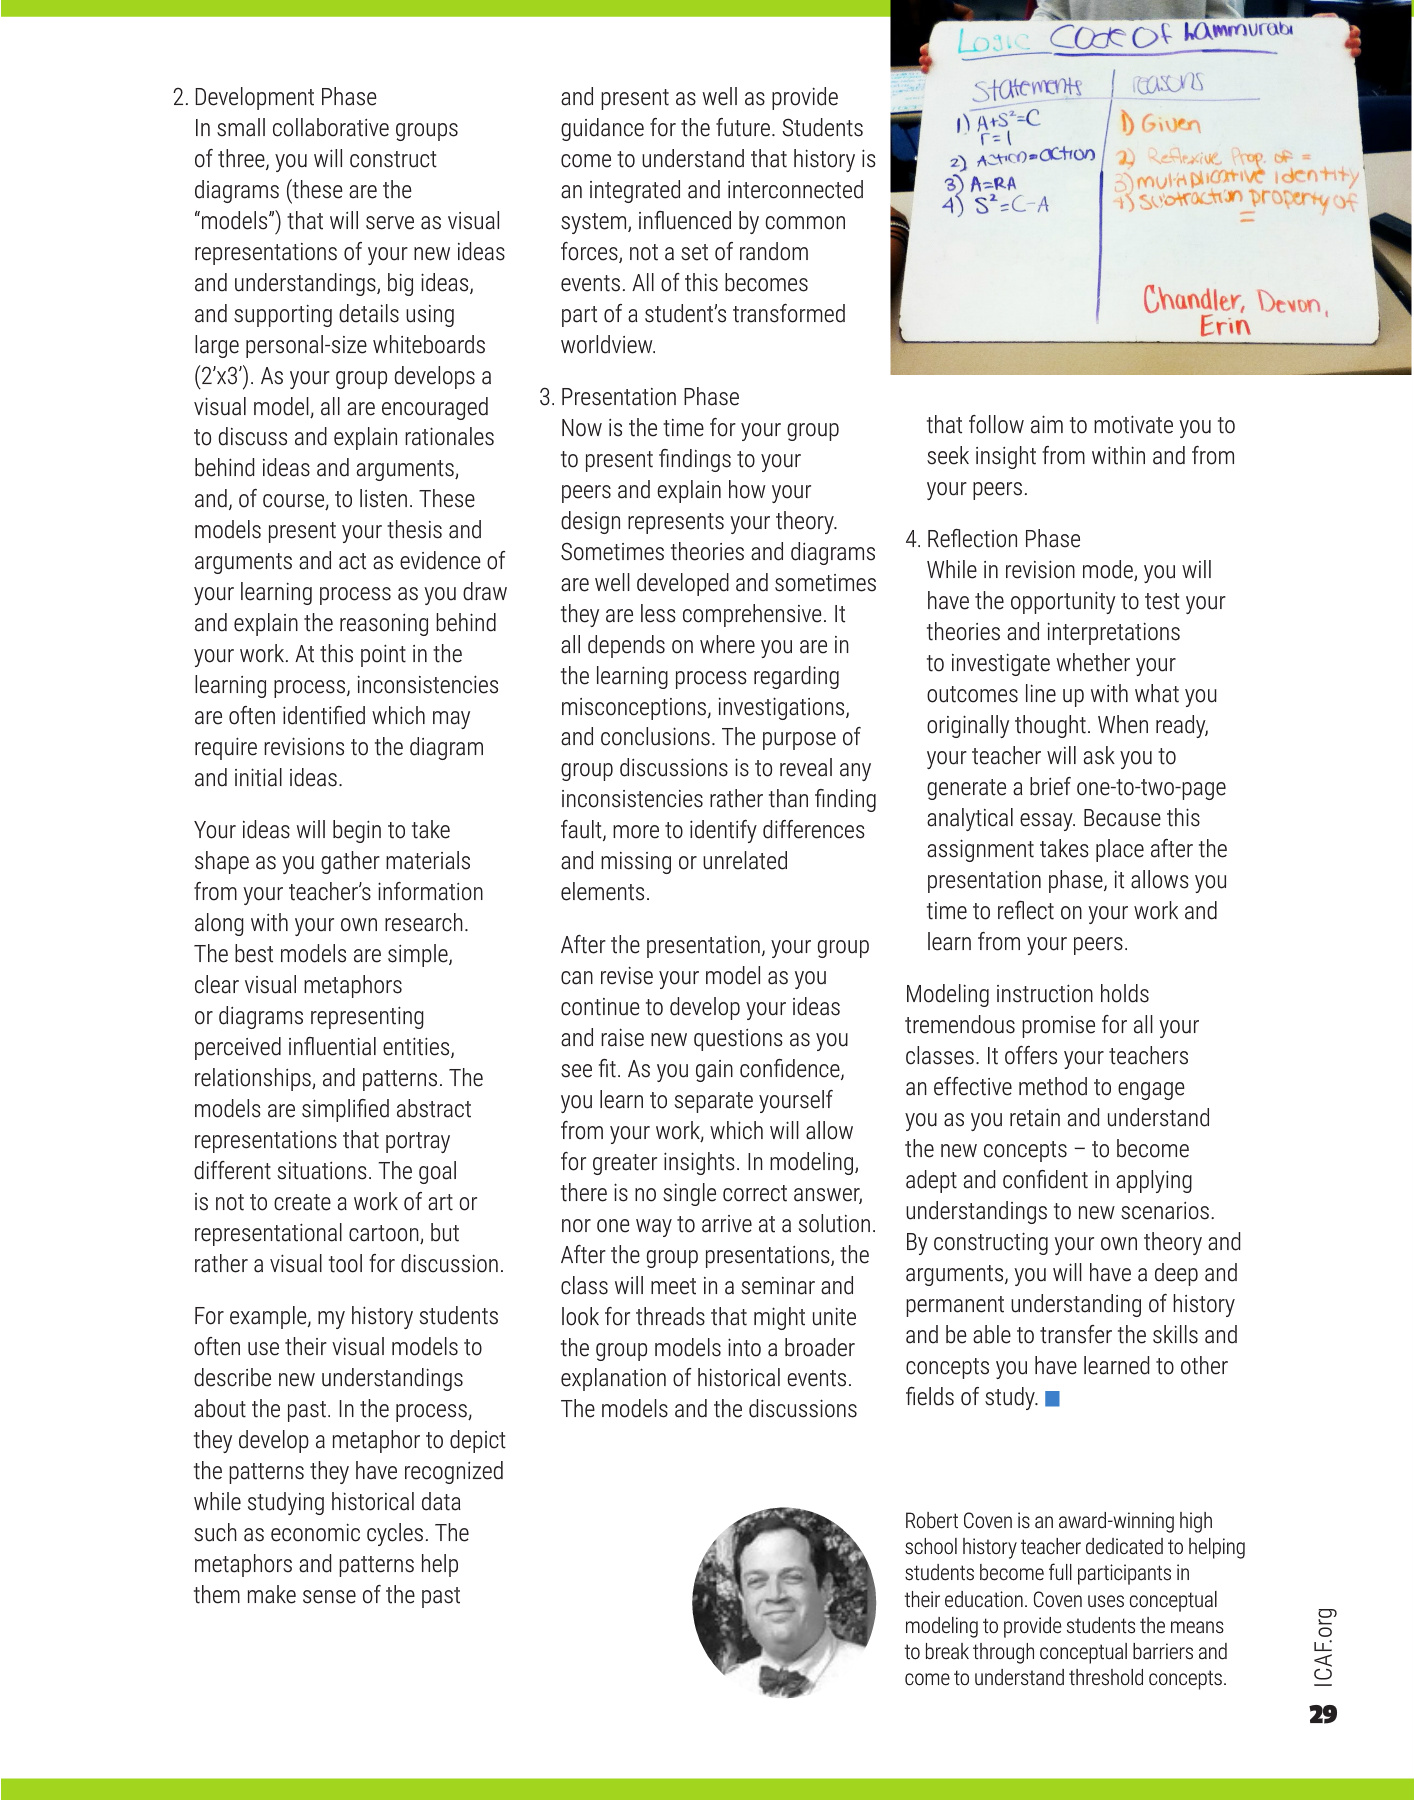 2. Development Phase
In small collaborative groups
of three, you will construct
diagrams (these are the
“models”) that will serve as visual
representations of your new ideas
and understandings, big ideas,
and supporting details using
large personal-size whiteboards
(2’x3’). As your group develops a
visual model, all are encouraged
to discuss and explain rationales
behind ideas and arguments,
and, of course, to listen. These
models present your thesis and
arguments and act as evidence of
your learning process as you draw
and explain the reasoning behind
your work. At this point in the
learning process, inconsistencies
are often identified which may
require revisions to the diagram
and initial ideas.
Your ideas will begin to take
shape as you gather materials
from your teacher’s information
along with your own research.
The best models are simple,
clear visual metaphors
or diagrams representing
perceived influential entities,
relationships, and patterns. The
models are simplified abstract
representations that portray
different situations. The goal
is not to create a work of art or
representational cartoon, but
rather a visual tool for discussion.
For example, my history students
often use their visual models to
describe new understandings
about the past. In the process,
they develop a metaphor to depict
the patterns they have recognized
while studying historical data
such as economic cycles. The
metaphors and patterns help
them make sense of the past
and present as well as provide
guidance for the future. Students
come to understand that history is
an integrated and interconnected
system, influenced by common
forces, not a set of random
events. All of this becomes
part of a student’s transformed
worldview.
3. Presentation Phase
Now is the time for your group
to present findings to your
peers and explain how your
design represents your theory.
Sometimes theories and diagrams
are well developed and sometimes
they are less comprehensive. It
all depends on where you are in
the learning process regarding
misconceptions, investigations,
and conclusions. The purpose of
group discussions is to reveal any
inconsistencies rather than finding
fault, more to identify differences
and missing or unrelated
elements.
After the presentation, your group
can revise your model as you
continue to develop your ideas
and raise new questions as you
see fit. As you gain confidence,
you learn to separate yourself
from your work, which will allow
for greater insights. In modeling,
there is no single correct answer,
nor one way to arrive at a solution.
After the group presentations, the
class will meet in a seminar and
look for threads that might unite
the group models into a broader
explanation of historical events.
The models and the discussions
Logic Code of Hammurabi
Statements reasons
1) A+S²=C 1) Given
r=1
2) Action=action 2) Reflexive Prop. of =
3) A=RA 3) multiplicative identity
4) S²=C-A 4) subtraction property of
=
Chandler, Devon,
Erin
that follow aim to motivate you to
seek insight from within and from
your peers.
4. Reflection Phase
While in revision mode, you will
have the opportunity to test your
theories and interpretations
to investigate whether your
outcomes line up with what you
originally thought. When ready,
your teacher will ask you to
generate a brief one-to-two-page
analytical essay. Because this
assignment takes place after the
presentation phase, it allows you
time to reflect on your work and
learn from your peers.
Modeling instruction holds
tremendous promise for all your
classes. It offers your teachers
an effective method to engage
you as you retain and understand
the new concepts – to become
adept and confident in applying
understandings to new scenarios.
By constructing your own theory and
arguments, you will have a deep and
permanent understanding of history
and be able to transfer the skills and
concepts you have learned to other
fields of study.
Robert Coven is an award-winning high
school history teacher dedicated to helping
students become full participants in
their education. Coven uses conceptual
modeling to provide students the means
to break through conceptual barriers and
come to understand threshold concepts.
ICAF.org
29